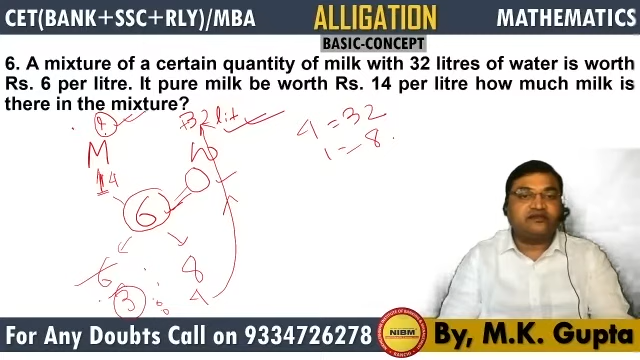 CET(BANK+SSC+RLY)/MBA
ALLIGATION
MATHEMATICS
BASIC-CONCEPT
6. A mixture of a certain quantity of milk with 32 litres of water is worth
Rs. 6 per litre. It pure milk be worth Rs. 14 per litre how much milk is
there in the mixture?
32 lit
4 = 32
1 = 8
M W
14 0
6
6 : 8
3 : 4
For Any Doubts Call on 9334726278
NIBM
RANCHI
By, M.K. Gupta